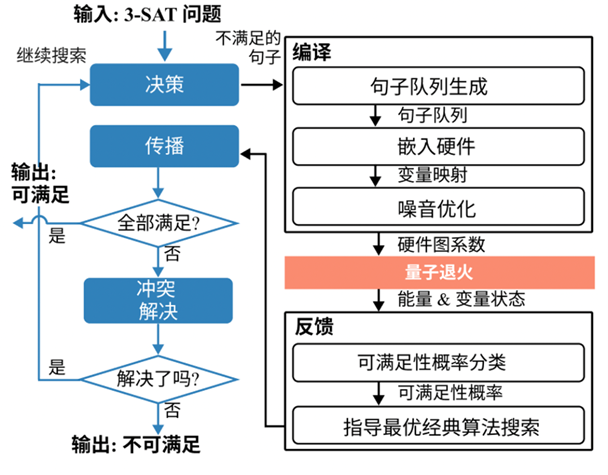 输入: 3-SAT 问题
继续搜索
决策
不满足的
句子
传播
输出:
可满足
全部满足?
是
否
冲突
解决
是
解决了吗?
否
输出: 不可满足
编译
句子队列生成
句子队列
嵌入硬件
变量映射
噪音优化
硬件图系数
量子退火
能量 & 变量状态
反馈
可满足性概率分类
可满足性概率
指导最优经典算法搜索